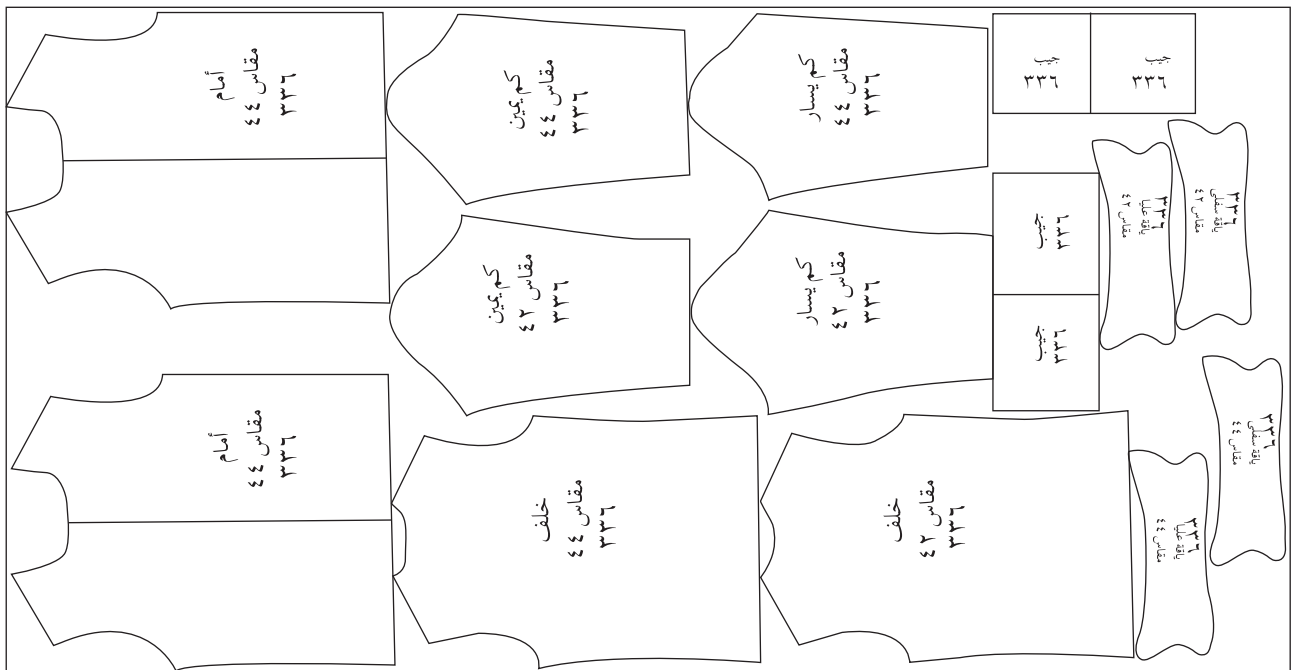 أمام
مقاس ٤٤
٣٣٦
كم يمين
مقاس ٤٤
٣٣٦
كم يسار
مقاس ٤٤
٣٣٦
جيب
٣٣٦
جيب
٣٣٦
٣٣٦
ياقة عليا
مقاس ٤٢
٣٣٦
ياقة سفلى
مقاس ٤٢
كم يمين
مقاس ٤٢
٣٣٦
كم يسار
مقاس ٤٢
٣٣٦
جيب
٣٣٦
جيب
٣٣٦
أمام
مقاس ٤٤
٣٣٦
خلف
مقاس ٤٤
٣٣٦
خلف
مقاس ٤٢
٣٣٦
٣٣٦
ياقة عليا
مقاس ٤٤
٣٣٦
ياقة سفلى
مقاس ٤٤